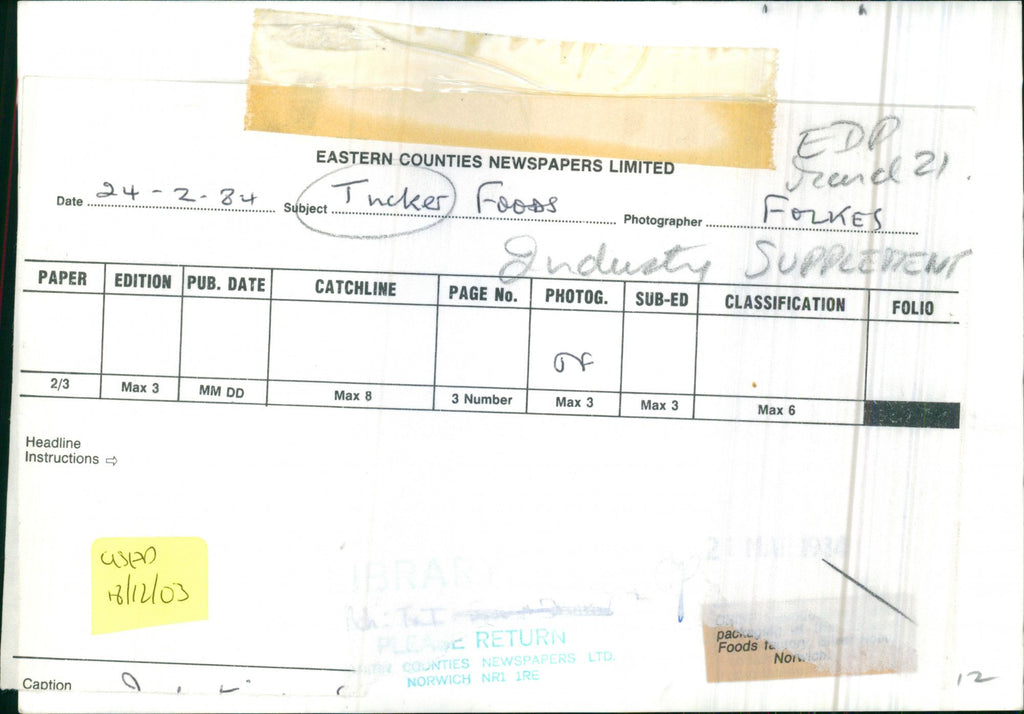 EDP
March 21.
EASTERN COUNTIES NEWSPAPERS LIMITED
Date 24-2-84 Subject Tucker Foods Photographer FOLKES
Industry SUPPLEMENT
PAPER EDITION PUB. DATE CATCHLINE PAGE No. PHOTOG. SUB-ED CLASSIFICATION FOLIO
2/3 Max 3 MM DD Max 8 3 Number Max 3 Max 3 Max 6
Headline
Instructions ⇨
USED
18/12/03
LIBRARY
PLEASE RETURN
COUNTIES NEWSPAPERS LTD.
NORWICH NR1 1RE
Foods
Caption
12